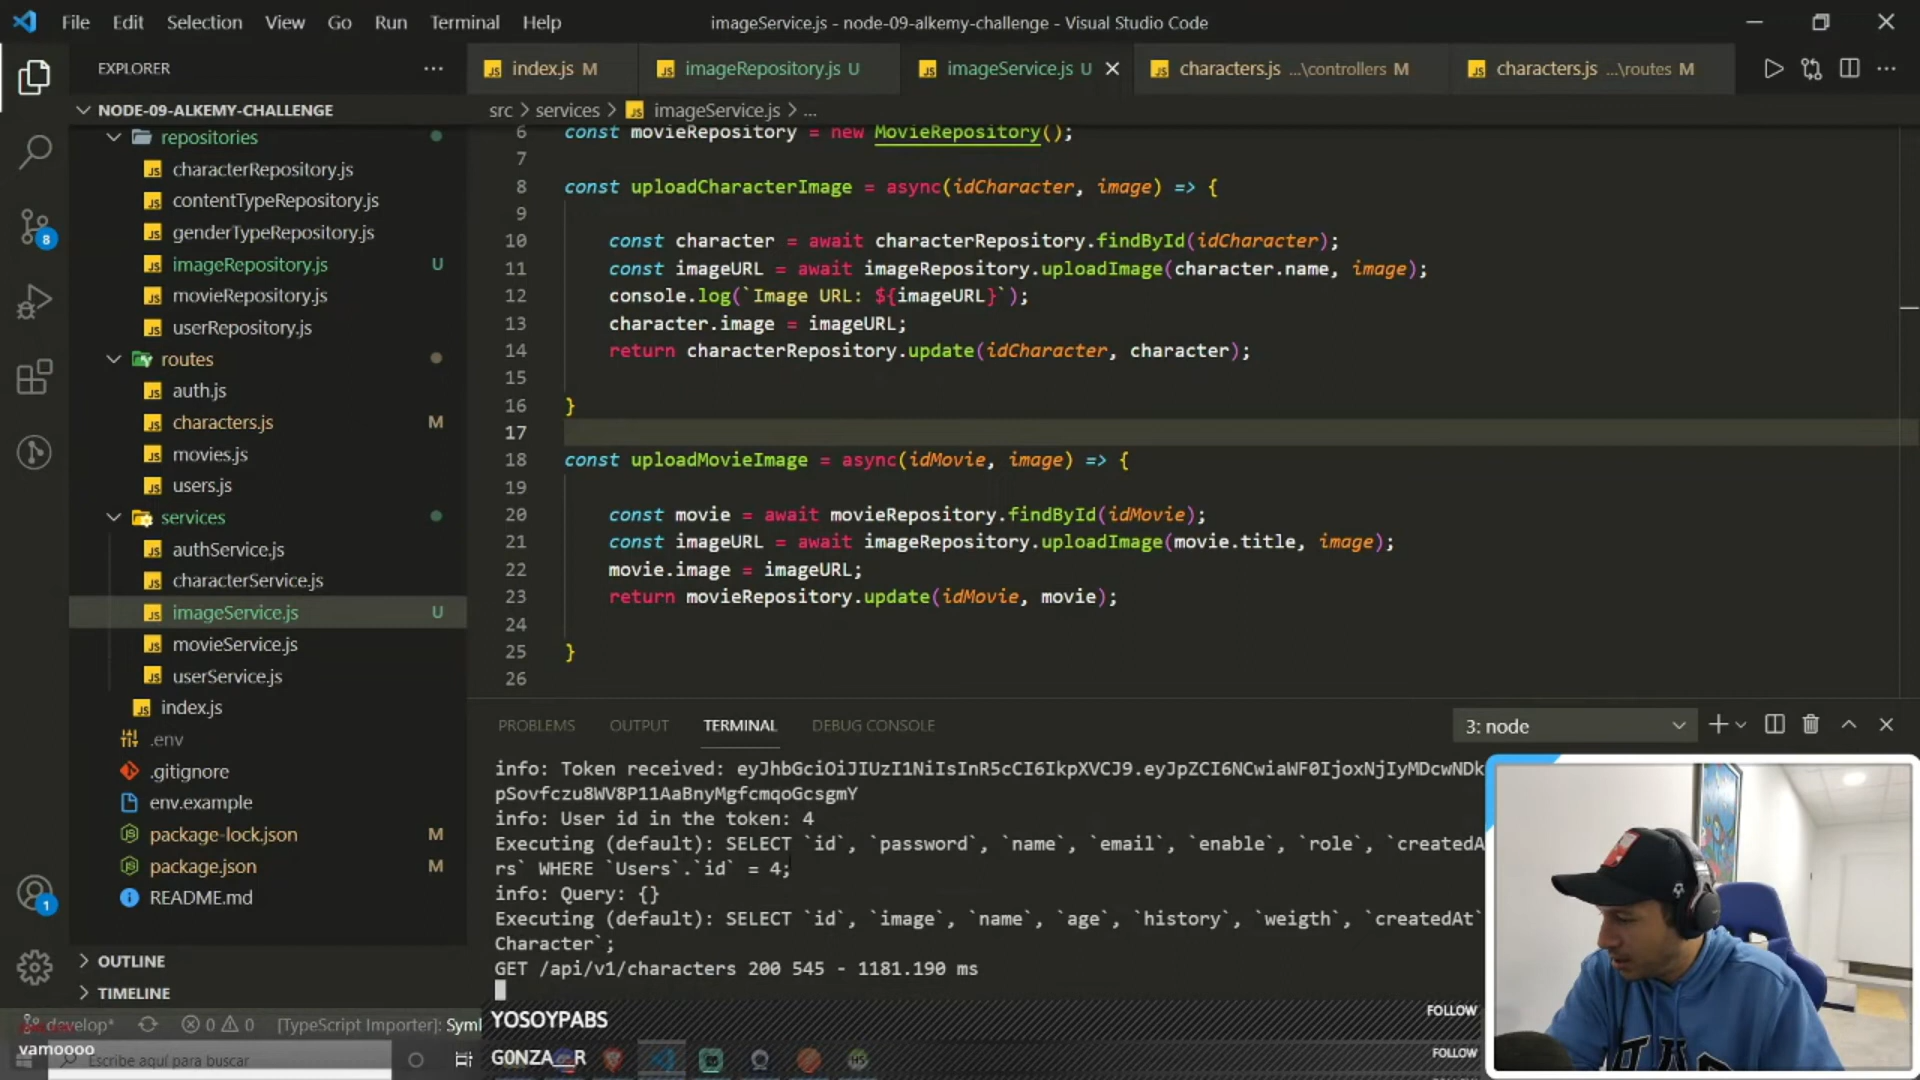 File Edit Selection View Go Run Terminal Help
imageService.js - node-09-alkemy-challenge - Visual Studio Code
EXPLORER
index.js M
imageRepository.js U
imageService.js U
characters.js ...\controllers M
characters.js ...\routes M
NODE-09-ALKEMY-CHALLENGE
src > services > imageService.js > ...
repositories
characterRepository.js
contentTypeRepository.js
genderTypeRepository.js
imageRepository.js U
movieRepository.js
userRepository.js
routes
auth.js
characters.js M
movies.js
users.js
services
authService.js
characterService.js
imageService.js U
movieService.js
userService.js
index.js
.env
.gitignore
env.example
package-lock.json M
package.json M
README.md
OUTLINE
TIMELINE
8
1
6 const movieRepository = new MovieRepository();
7
8 const uploadCharacterImage = async(idCharacter, image) => {
9
10 const character = await characterRepository.findById(idCharacter);
11 const imageURL = await imageRepository.uploadImage(character.name, image);
12 console.log(`Image URL: ${imageURL}`);
13 character.image = imageURL;
14 return characterRepository.update(idCharacter, character);
15
16 }
17
18 const uploadMovieImage = async(idMovie, image) => {
19
20 const movie = await movieRepository.findById(idMovie);
21 const imageURL = await imageRepository.uploadImage(movie.title, image);
22 movie.image = imageURL;
23 return movieRepository.update(idMovie, movie);
24
25 }
26
PROBLEMS OUTPUT TERMINAL DEBUG CONSOLE
3: node
info: Token received: eyJhbGciOiJIUzI1NiIsInR5cCI6IkpXVCJ9.eyJpZCI6NCwiaWF0IjoxNjIyMDcwNDk
pSovfczu8WV8P11AaBnyMgfcmqoGcsgmY
info: User id in the token: 4
Executing (default): SELECT `id`, `password`, `name`, `email`, `enable`, `role`, `createdA
rs` WHERE `Users`.`id` = 4;
info: Query: {}
Executing (default): SELECT `id`, `image`, `name`, `age`, `history`, `weigth`, `createdAt`
Character`;
GET /api/v1/characters 200 545 - 1181.190 ms
YOSOYPABS FOLLOW
develop* 0 0 [TypeScript Importer]: Symb
vamoooo
Escribe aquí para buscar
FOLLOW